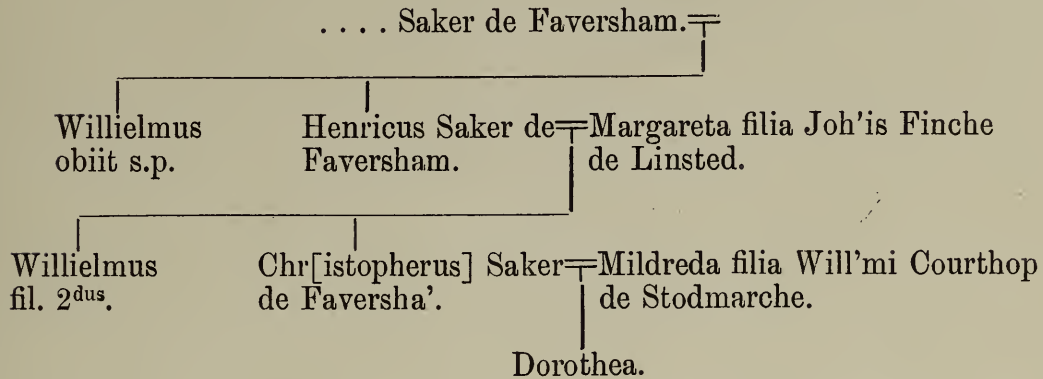 . . . . Saker de Faversham.
Willielmus
obiit s.p.
Henricus Saker de
Faversham.
Margareta filia Joh'is Finche
de Linsted.
Willielmus
fil. 2dus.
Chr[istopherus] Saker
de Faversha'.
Mildreda filia Will'mi Courthop
de Stodmarche.
Dorothea.